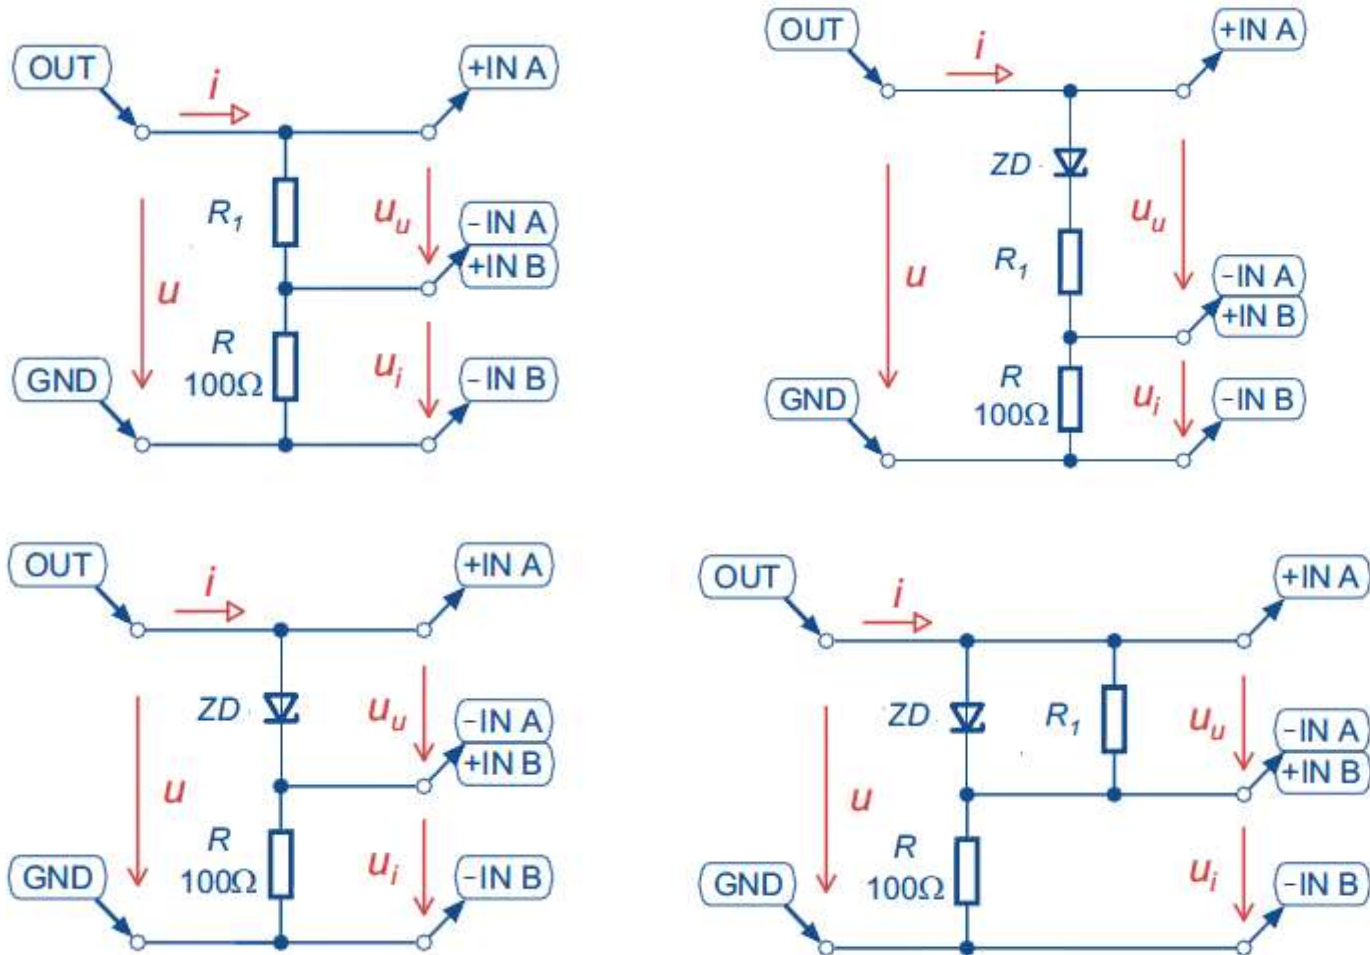 OUT
i
+IN A
R₁
uᵤ
-IN A
+IN B
u
R
100Ω
uᵢ
GND
-IN B
OUT
i
+IN A
ZD
uᵤ
R₁
u
-IN A
+IN B
R
100Ω
uᵢ
GND
-IN B
OUT
i
+IN A
ZD
uᵤ
-IN A
+IN B
u
R
100Ω
uᵢ
GND
-IN B
OUT
i
+IN A
ZD
R₁
uᵤ
-IN A
+IN B
u
R
100Ω
uᵢ
GND
-IN B